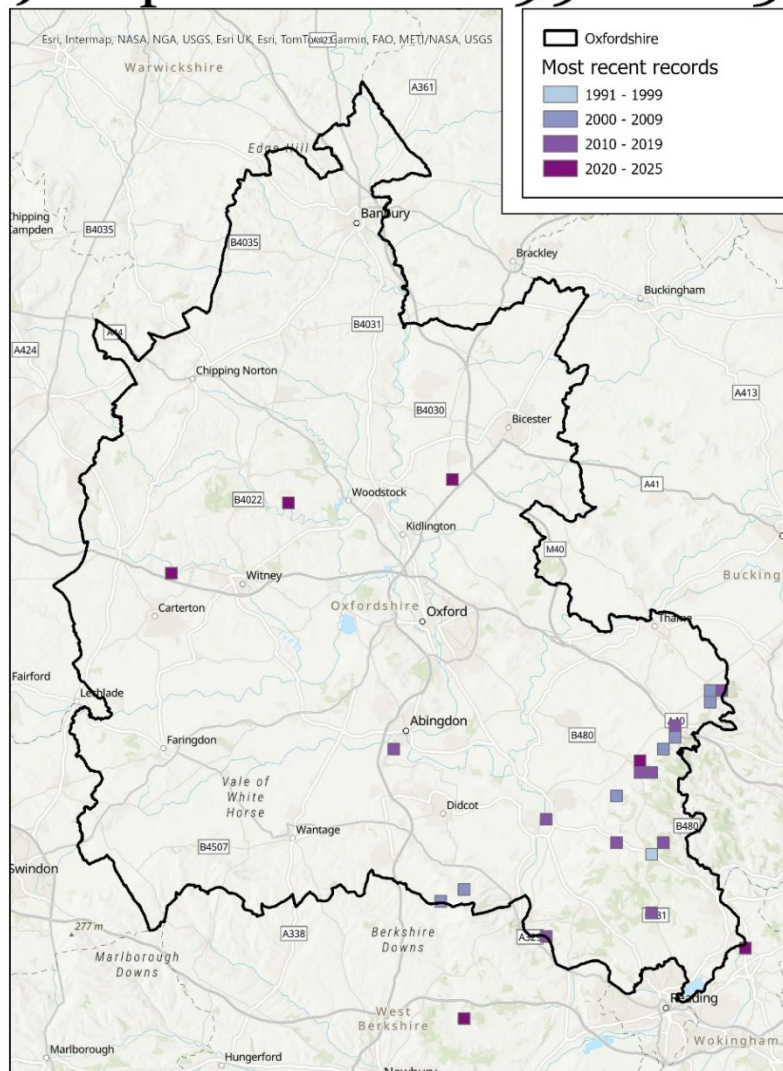 Esri, Intermap, NASA, NGA, USGS, Esri UK, Esri, TomTom, Garmin, FAO, METI/NASA, USGS
Oxfordshire
Most recent records
1991 - 1999
2000 - 2009
2010 - 2019
2020 - 2025
A423
Warwickshire
A361
Edge Hill
Chipping
Campden
B4035
Banbury
B4035
Brackley
Buckingham
A44
B4031
A424
Chipping Norton
A413
B4030
Bicester
B4022
Woodstock
A41
Kidlington
M40
Witney
Oxfordshire
Oxford
Carterton
Thame
Fairford
Lechlade
A40
Abingdon
B480
Faringdon
Vale of
White
Horse
Didcot
B480
Wantage
B4507
Swindon
277 m
A338
Berkshire
Downs
Marlborough
Downs
Reading
West
Berkshire
Wokingham
Marlborough
Hungerford
Newbury